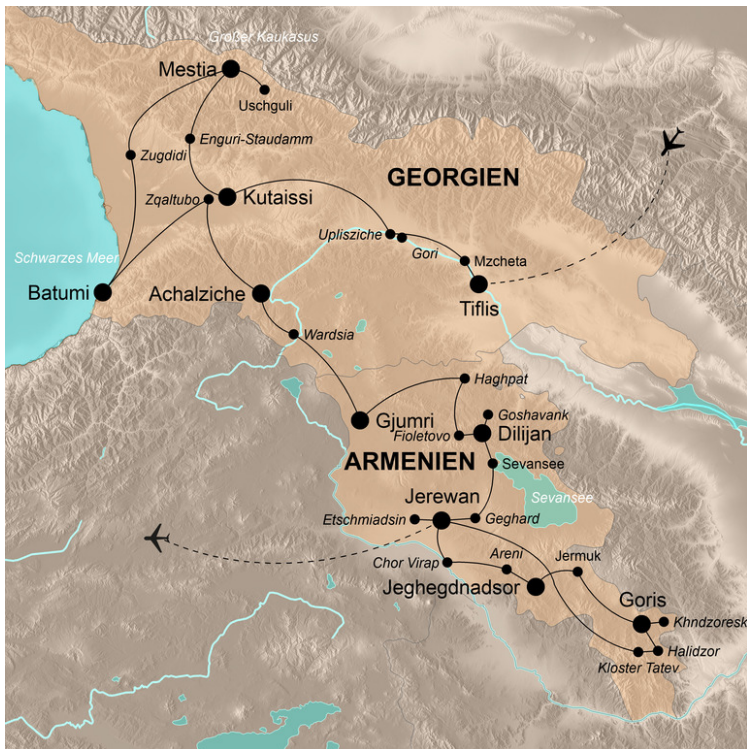 Großer Kaukasus
Mestia
Uschguli
Enguri-Staudamm
Zugdidi
GEORGIEN
Zqaltubo
Kutaissi
Uplisziche
Gori
Mzcheta
Schwarzes Meer
Batumi
Achalziche
Tiflis
Wardsia
Haghpat
Gjumri
Goshavank
Fioletovo
Dilijan
ARMENIEN
Sevansee
Jerewan
Sevansee
Etschmiadsin
Geghard
Chor Virap
Areni
Jermuk
Jeghegdnadsor
Goris
Khndzoresk
Halidzor
Kloster Tatev